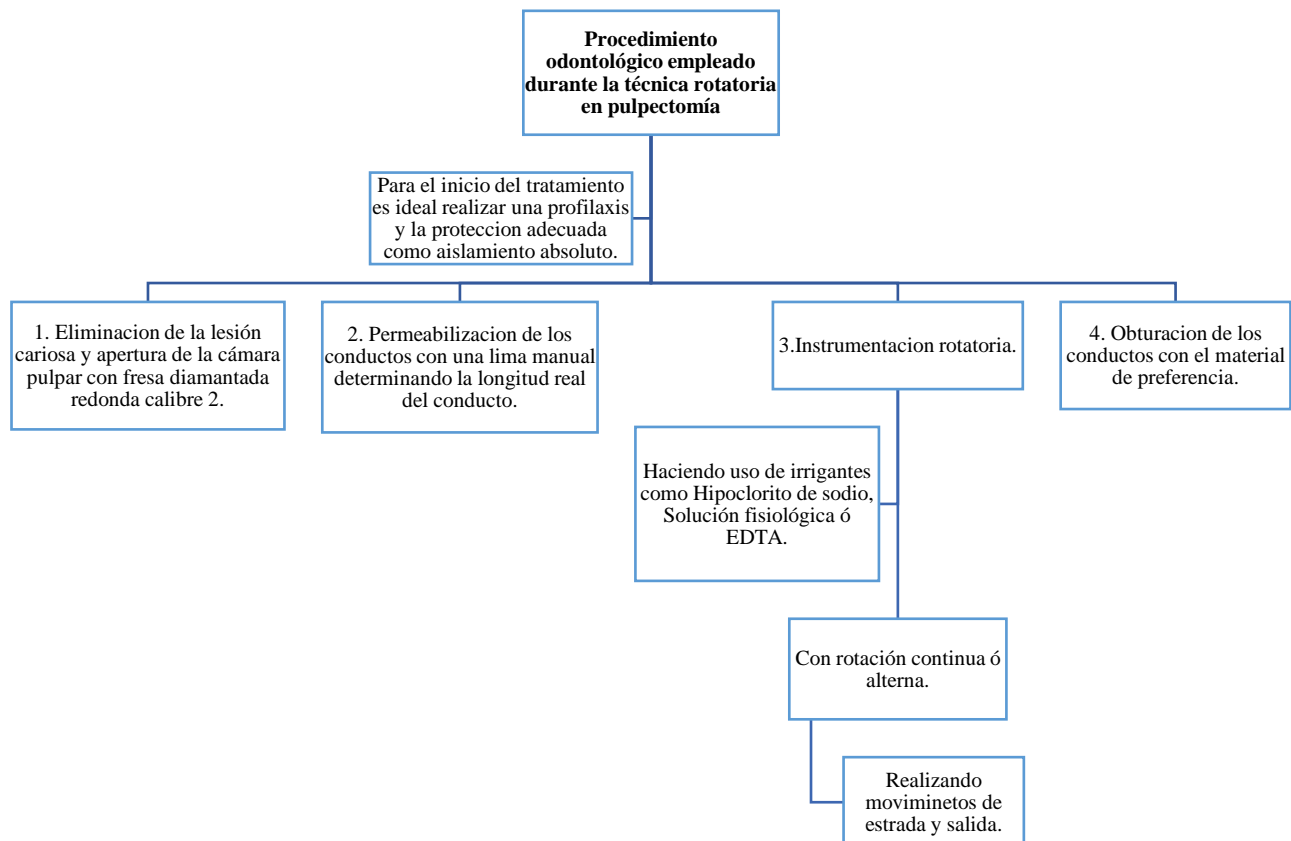 Procedimiento
odontológico empleado
durante la técnica rotatoria
en pulpectomía
Para el inicio del tratamiento
es ideal realizar una profilaxis
y la proteccion adecuada
como aislamiento absoluto.
1. Eliminacion de la lesión
cariosa y apertura de la cámara
pulpar con fresa diamantada
redonda calibre 2.
2. Permeabilizacion de los
conductos con una lima manual
determinando la longitud real
del conducto.
3.Instrumentacion rotatoria.
4. Obturacion de los
conductos con el material
de preferencia.
Haciendo uso de irrigantes
como Hipoclorito de sodio,
Solución fisiológica ó
EDTA.
Con rotación continua ó
alterna.
Realizando
moviminetos de
estrada y salida.